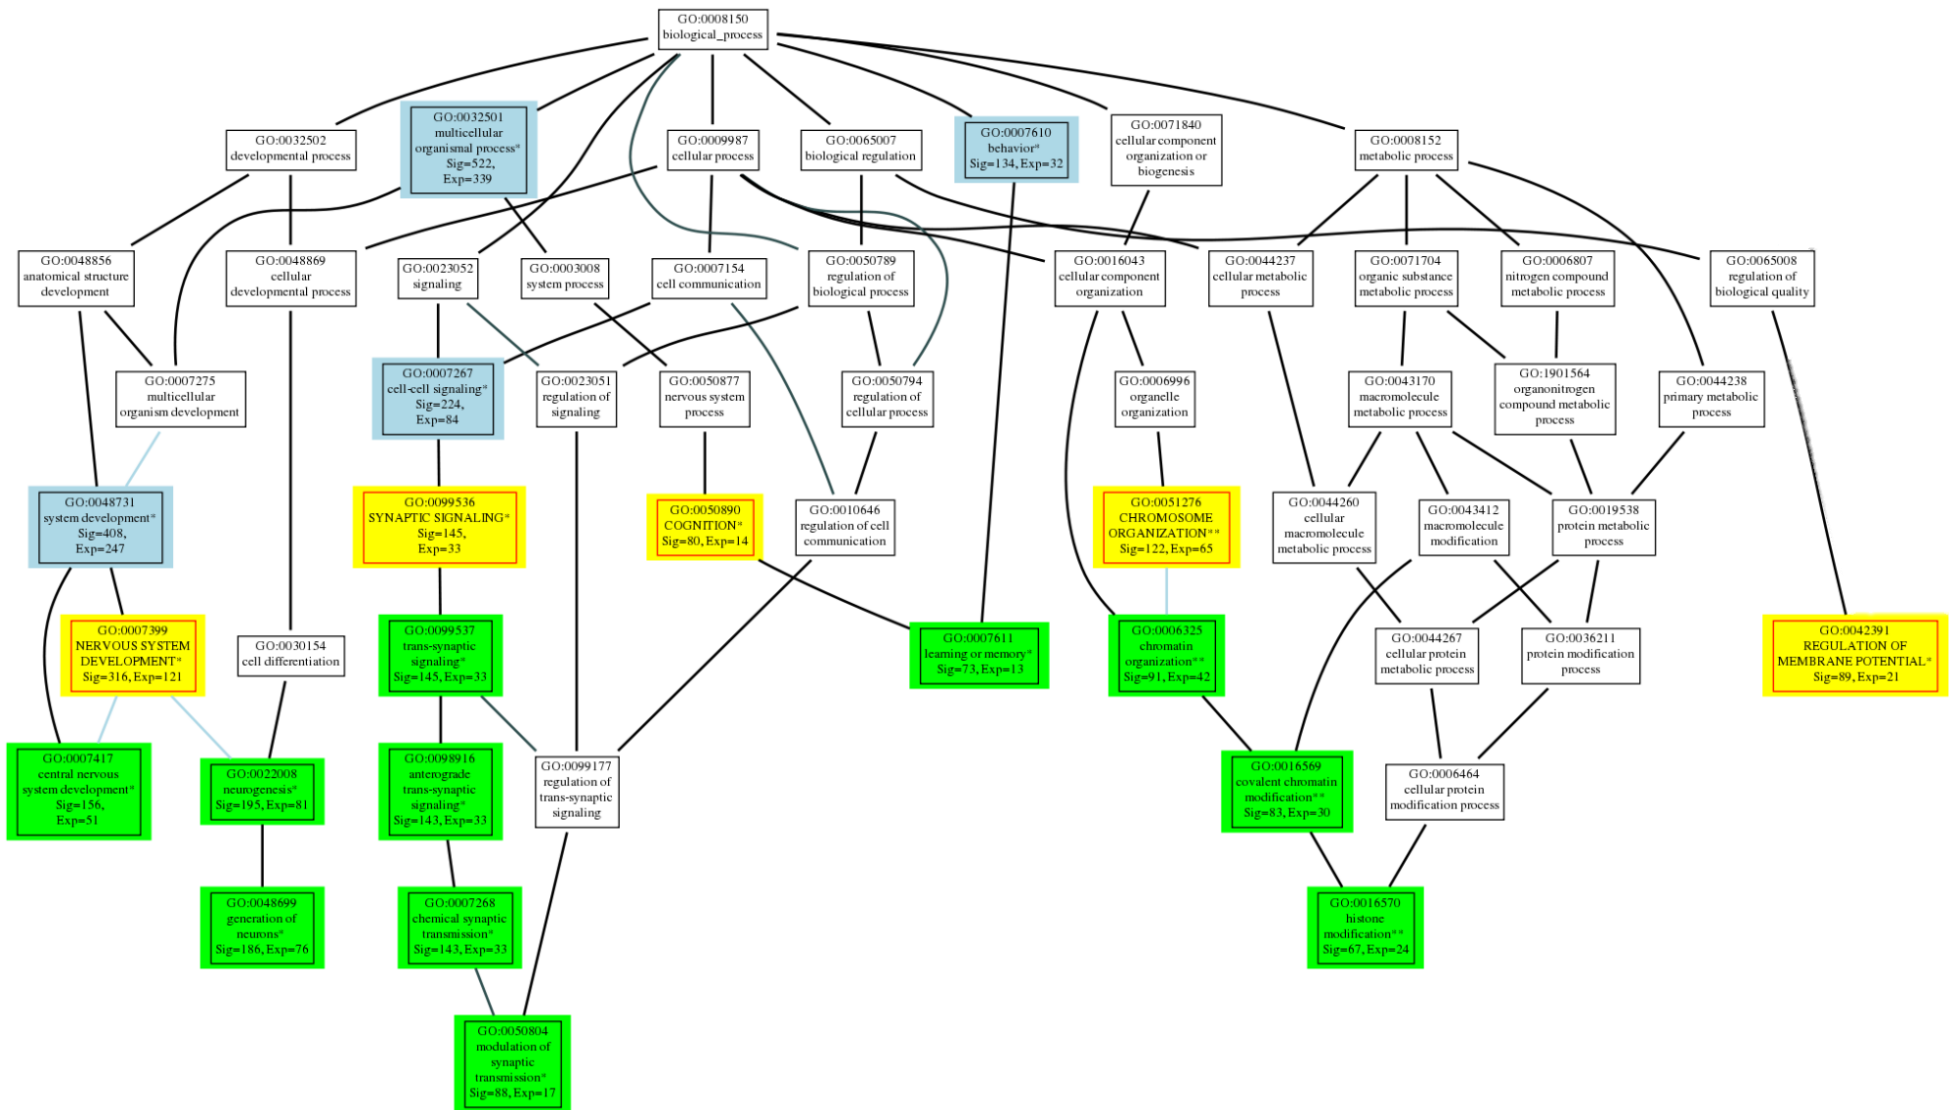 GO:0008150
biological_process
GO:0032501
multicellular
organismal process*
Sig=522,
Exp=339
GO:0032502
developmental process
GO:0009987
cellular process
GO:0065007
biological regulation
GO:0007610
behavior*
Sig=134, Exp=32
GO:0071840
cellular component
organization or
biogenesis
GO:0008152
metabolic process
GO:0048856
anatomical structure
development
GO:0048869
cellular
developmental process
GO:0023052
signaling
GO:0003008
system process
GO:0007154
cell communication
GO:0050789
regulation of
biological process
GO:0016043
cellular component
organization
GO:0044237
cellular metabolic
process
GO:0071704
organic substance
metabolic process
GO:0006807
nitrogen compound
metabolic process
GO:0065008
regulation of
biological quality
GO:0007275
multicellular
organism development
GO:0007267
cell-cell signaling*
Sig=224,
Exp=84
GO:0023051
regulation of
signaling
GO:0050877
nervous system
process
GO:0050794
regulation of
cellular process
GO:0006996
organelle
organization
GO:0043170
macromolecule
metabolic process
GO:1901564
organonitrogen
compound metabolic
process
GO:0044238
primary metabolic
process
GO:0048731
system development*
Sig=408,
Exp=247
GO:0099536
SYNAPTIC SIGNALING*
Sig=145,
Exp=33
GO:0050890
COGNITION*
Sig=80, Exp=14
GO:0010646
regulation of cell
communication
GO:0051276
CHROMOSOME
ORGANIZATION**
Sig=122, Exp=65
GO:0044260
cellular
macromolecule
metabolic process
GO:0043412
macromolecule
modification
GO:0019538
protein metabolic
process
GO:0007399
NERVOUS SYSTEM
DEVELOPMENT*
Sig=316, Exp=121
GO:0030154
cell differentiation
GO:0099537
trans-synaptic
signaling*
Sig=145, Exp=33
GO:0007611
learning or memory*
Sig=73, Exp=13
GO:0006325
chromatin
organization**
Sig=91, Exp=42
GO:0044267
cellular protein
metabolic process
GO:0036211
protein modification
process
GO:0042391
REGULATION OF
MEMBRANE POTENTIAL*
Sig=89, Exp=21
GO:0007417
central nervous
system development*
Sig=156,
Exp=51
GO:0022008
neurogenesis*
Sig=195, Exp=81
GO:0098916
anterograde
trans-synaptic
signaling*
Sig=143, Exp=33
GO:0099177
regulation of
trans-synaptic
signaling
GO:0016569
covalent chromatin
modification**
Sig=83, Exp=30
GO:0006464
cellular protein
modification process
GO:0048699
generation of
neurons*
Sig=186, Exp=76
GO:0007268
chemical synaptic
transmission*
Sig=143, Exp=33
GO:0016570
histone
modification**
Sig=67, Exp=24
GO:0050804
modulation of
synaptic
transmission*
Sig=88, Exp=17